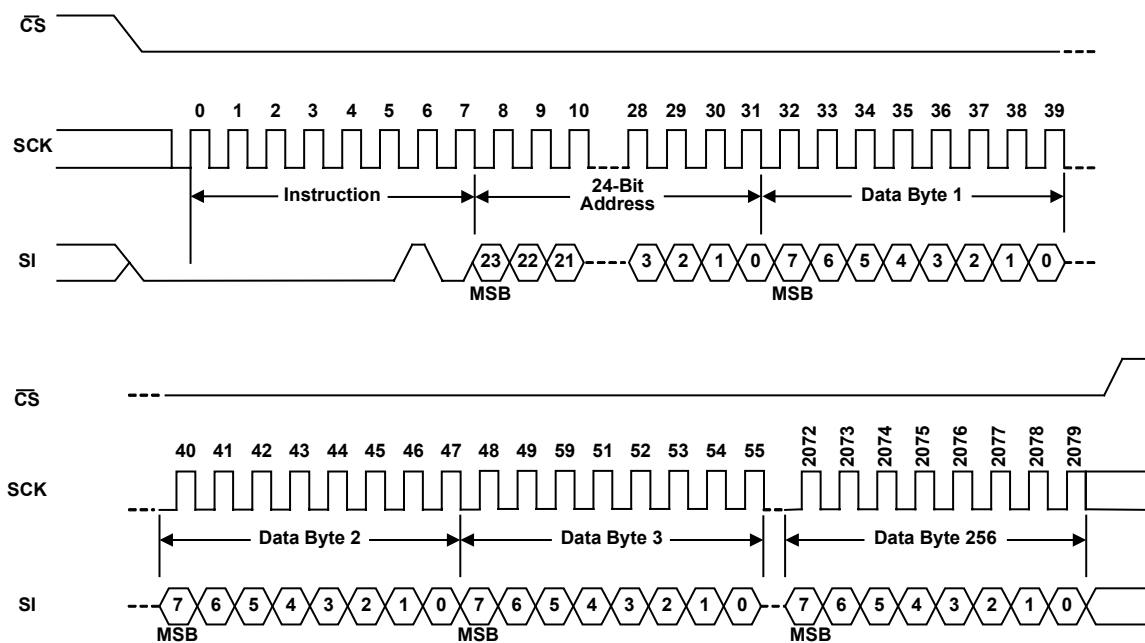 CS
0 1 2 3 4 5 6 7 8 9 10 28 29 30 31 32 33 34 35 36 37 38 39
SCK
Instruction 24-Bit Address Data Byte 1
SI 23 22 21 3 2 1 0 7 6 5 4 3 2 1 0
MSB MSB
CS
40 41 42 43 44 45 46 47 48 49 59 51 52 53 54 55 2072 2073 2074 2075 2076 2077 2078 2079
SCK
Data Byte 2 Data Byte 3 Data Byte 256
SI 7 6 5 4 3 2 1 0 7 6 5 4 3 2 1 0 7 6 5 4 3 2 1 0
MSB MSB MSB